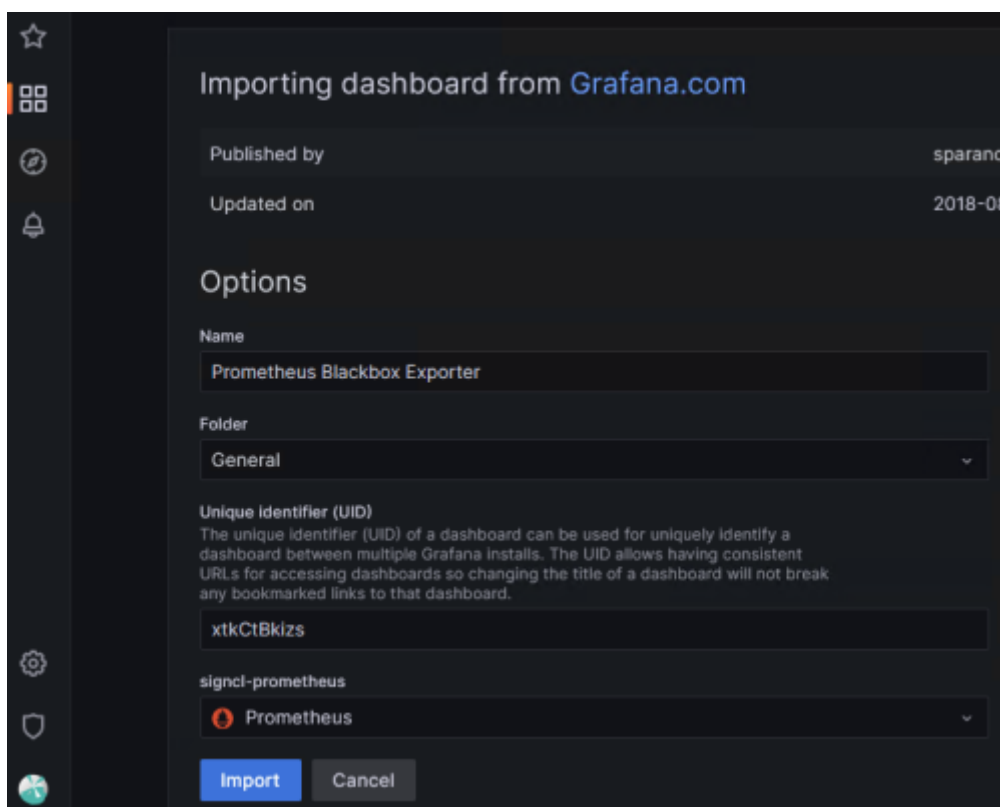 Importing dashboard from Grafana.com
Published by
sparanc
Updated on
2018-08
Options
Name
Prometheus Blackbox Exporter
Folder
General
Unique identifier (UID)
The unique identifier (UID) of a dashboard can be used for uniquely identify a
dashboard between multiple Grafana installs. The UID allows having consistent
URLs for accessing dashboards so changing the title of a dashboard will not break
any bookmarked links to that dashboard.
xtkCtBkizs
signcl-prometheus
Prometheus
Import
Cancel